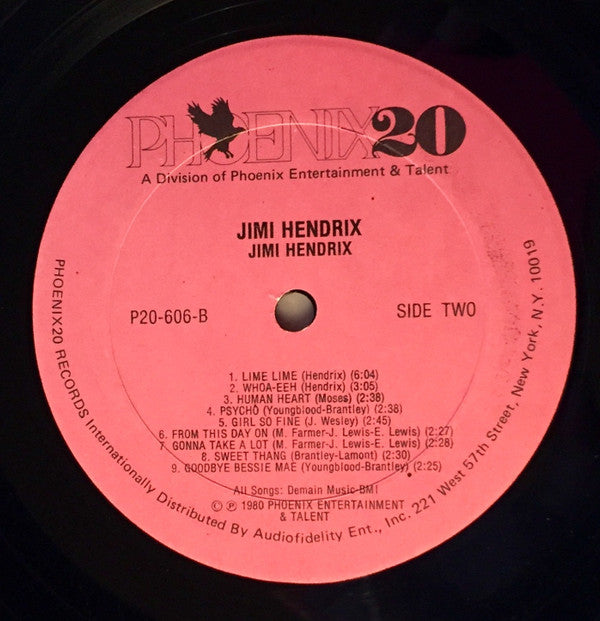 PHOENIX20
A Division of Phoenix Entertainment & Talent
JIMI HENDRIX
JIMI HENDRIX
P20-606-B
SIDE TWO
1. LIME LIME (Hendrix) (6:04)
2. WHOA-EEH (Hendrix) (3:05)
3. HUMAN HEART (Moses) (2:38)
4. PSYCHO (Youngblood-Brantley) (2:38)
5. GIRL SO FINE (J. Wesley) (2:45)
6. FROM THIS DAY ON (M. Farmer-J. Lewis-E. Lewis) (2:27)
7. GONNA TAKE A LOT (M. Farmer-J. Lewis-E. Lewis) (2:28)
8. SWEET THANG (Brantley-Lamont) (2:30)
9. GOODBYE BESSIE MAE (Youngblood-Brantley) (2:25)
All Songs: Demain Music-BMI
© ℗ 1980 PHOENIX ENTERTAINMENT
& TALENT
PHOENIX20 RECORDS Internationally Distributed By Audiofidelity Ent., Inc. 221 West 57th Street, New York, N.Y. 10019